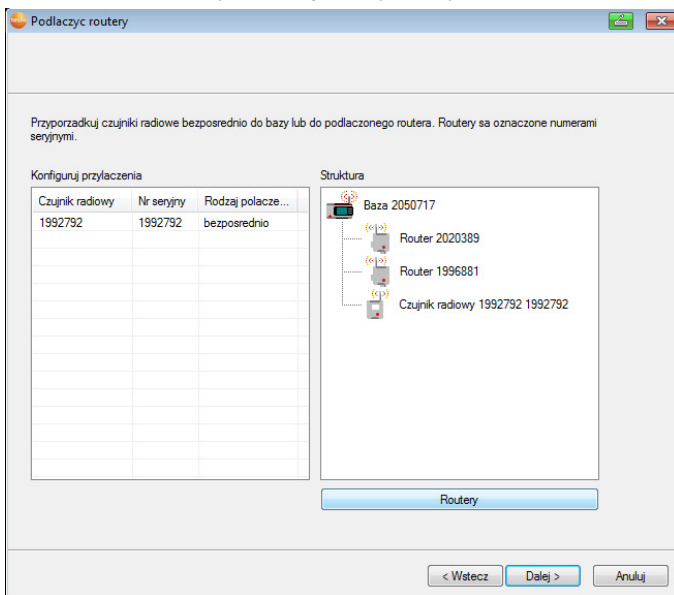 Podlaczyc routery
Przyporzadkuj czujniki radiowe bezposrednio do bazy lub do podlaczonego routera. Routery sa oznaczone numerami
seryjnymi.
Konfiguruj przylaczenia
Czujnik radiowy Nr seryjny Rodzaj polacze...
1992792 1992792 bezposrednio
Struktura
Baza 2050717
Router 2020389
Router 1996881
Czujnik radiowy 1992792 1992792
Routery
< Wstecz Dalej > Anuluj